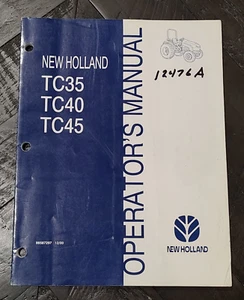 NEW HOLLAND
TC35
TC40
TC45
OPERATOR'S MANUAL
12476A
NEW HOLLAND